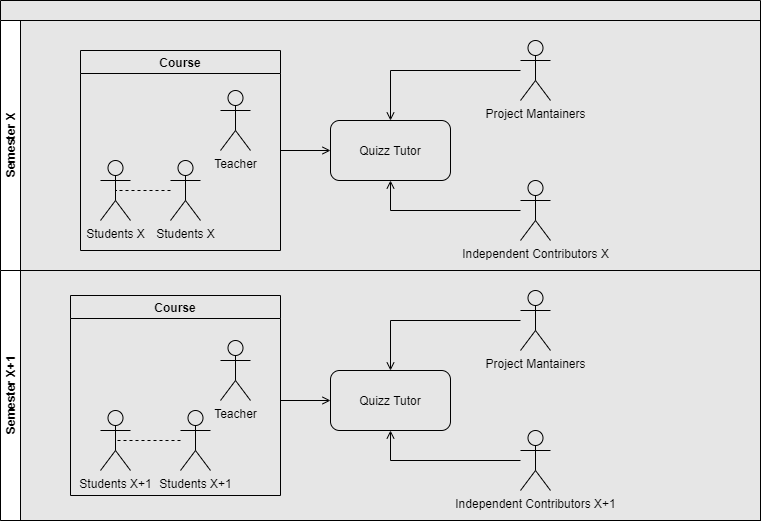 Semester X
Course
Teacher
Students X
Students X
Quizz Tutor
Project Mantainers
Independent Contributors X
Semester X+1
Course
Teacher
Students X+1
Students X+1
Quizz Tutor
Project Mantainers
Independent Contributors X+1